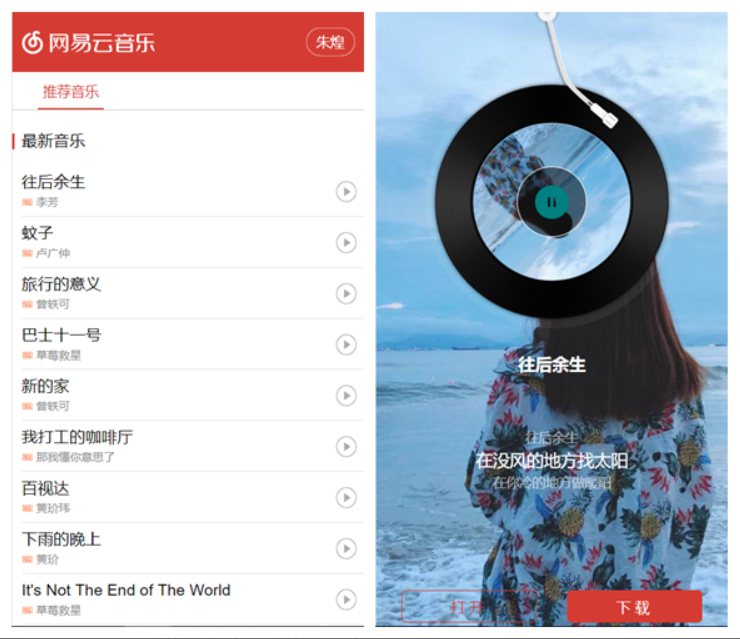 网易云音乐
朱煌
推荐音乐
最新音乐
往后余生
SQ 李芳
蚊子
SQ 卢广仲
旅行的意义
SQ 曾轶可
巴士十一号
SQ 草莓救星
新的家
SQ 曾轶可
我打工的咖啡厅
SQ 那我懂你意思了
百视达
SQ 黄玠玮
下雨的晚上
SQ 黄玠
It's Not The End of The World
SQ 草莓救星
往后余生
往后余生
在没风的地方找太阳
在你冷的地方做暖阳
打开
下载